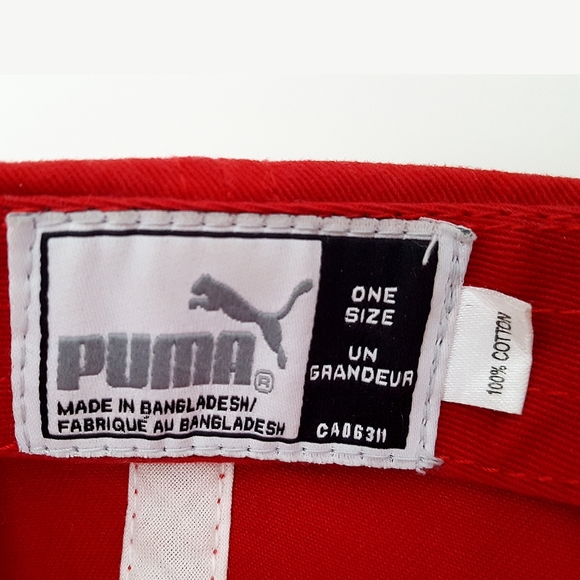 PUMA®
MADE IN BANGLADESH/
FABRIQUÉ AU BANGLADESH
ONE
SIZE
UN
GRANDEUR
CA06311
100% COTTON